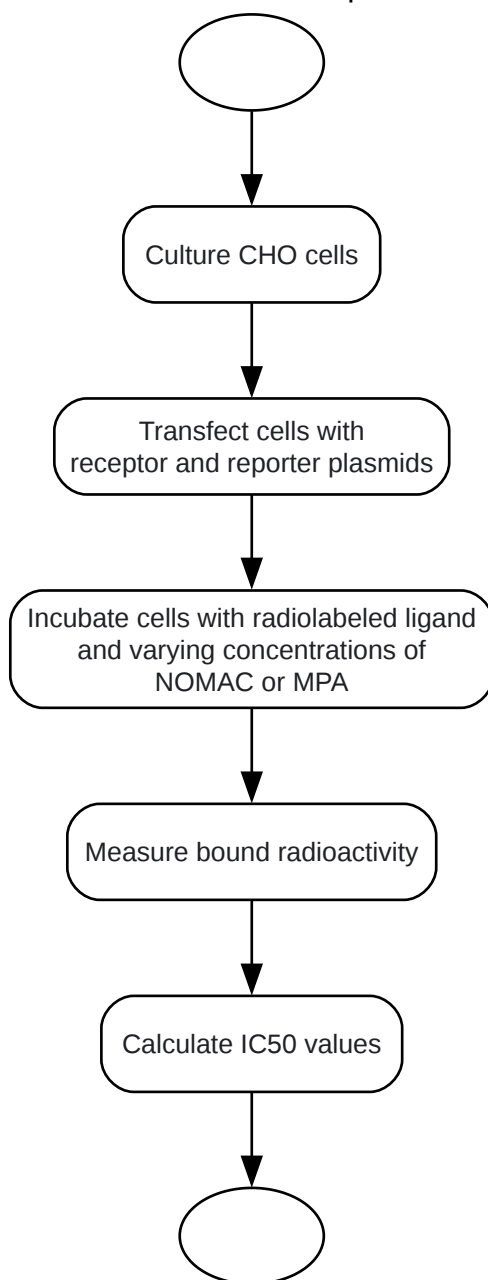 Culture CHO cells
Transfect cells with
receptor and reporter plasmids
Incubate cells with radiolabeled ligand
and varying concentrations of
NOMAC or MPA
Measure bound radioactivity
Calculate IC50 values